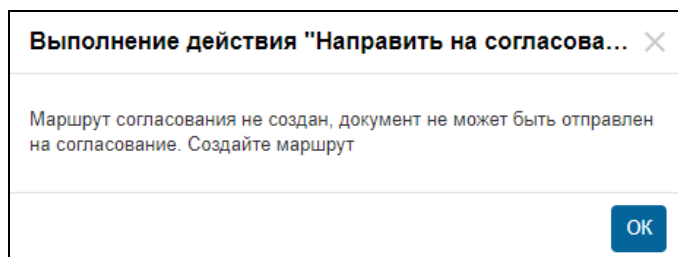 Выполнение действия "Направить на согласова...
Маршрут согласования не создан, документ не может быть отправлен
на согласование. Создайте маршрут
ОК